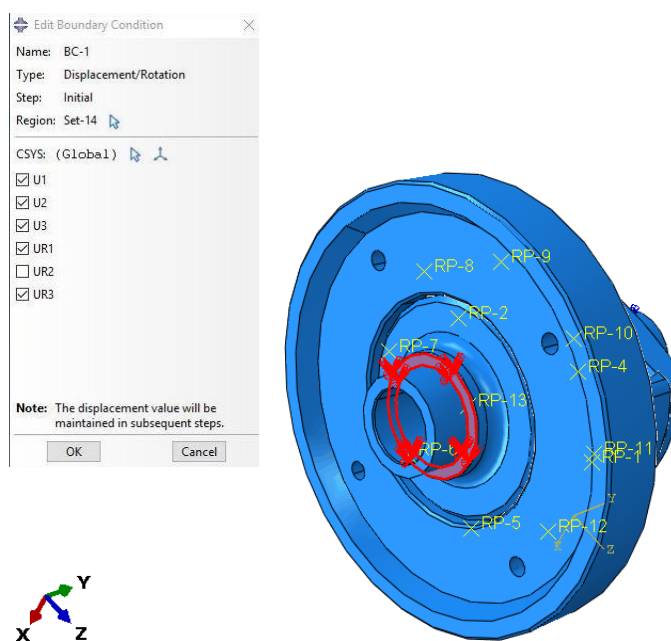 Edit Boundary Condition
Name: BC-1
Type: Displacement/Rotation
Step: Initial
Region: Set-14
CSYS: (Global)
U1
U2
U3
UR1
UR2
UR3
Note: The displacement value will be
maintained in subsequent steps.
OK Cancel
RP-9
RP-8
RP-2
RP-10
RP-7
RP-4
RP-13
RP-6
RP-11
RP-1
RP-5
RP-12
Y
X
Z
Y
X
Z